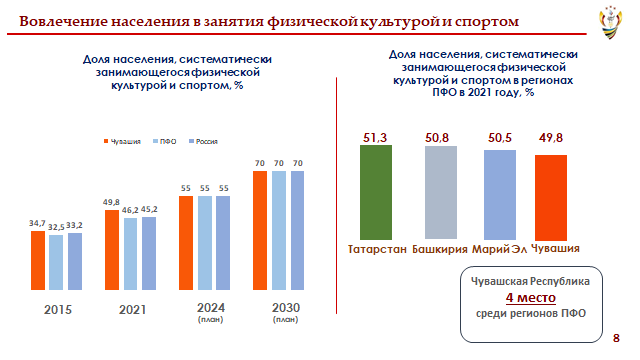 Вовлечение населения в занятия физической культурой и спортом
Доля населения, систематически
занимающегося физической
культурой и спортом, %
Чувашия ПФО Россия
34,7 32,5 33,2
49,8 46,2 45,2
55 55 55
70 70 70
2015 2021 2024 2030
(план) (план)
Доля населения, систематически
занимающегося физической
культурой и спортом в регионах
ПФО в 2021 году, %
51,3 50,8 50,5 49,8
Татарстан Башкирия Марий Эл Чувашия
Чувашская Республика
4 место
среди регионов ПФО
8